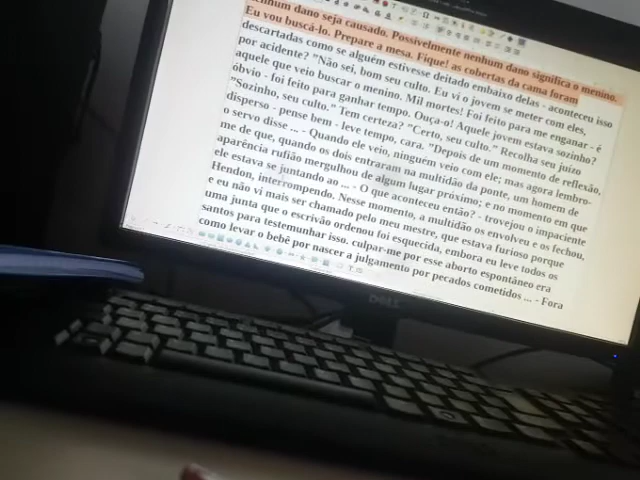 nenhum dano seja causado. Possivelmente nenhum dano significa o menino.
Eu vou buscá-lo. Prepare a mesa. Fique! as cobertas da cama foram
descartadas como se alguém estivesse deitado embaixo delas - aconteceu isso
por acidente? "Não sei, bom seu culto. Eu vi o jovem se meter com eles,
aquele que veio buscar o menino. Mil mortes! Foi feito para me enganar - é
óbvio - foi feito para ganhar tempo. Ouça-o! Aquele jovem estava sozinho?
"Sozinho, seu culto." Tem certeza? "Certo, seu culto." Recolha seu juízo
disperso - pense bem - leve tempo, cara. "Depois de um momento de reflexão,
o servo disse ... - Quando ele veio, ninguém veio com ele; mas agora lembro-
me de que, quando os dois entraram na multidão da ponte, um homem de
aparência rufião mergulhou de algum lugar próximo; e no momento em que
ele estava se juntando ao ... - O que aconteceu então? - trovejou o impaciente
Hendon, interrompendo. Nesse momento, a multidão os envolveu e os fechou,
e eu não vi mais ser chamado pelo meu mestre, que estava furioso porque
uma junta que o escrivão ordenou foi esquecida, embora eu leve todos os
santos para testemunhar isso. culpar-me por esse aborto espontâneo era
como levar o bebê por nascer a julgamento por pecados cometidos ... - Fora
DELL